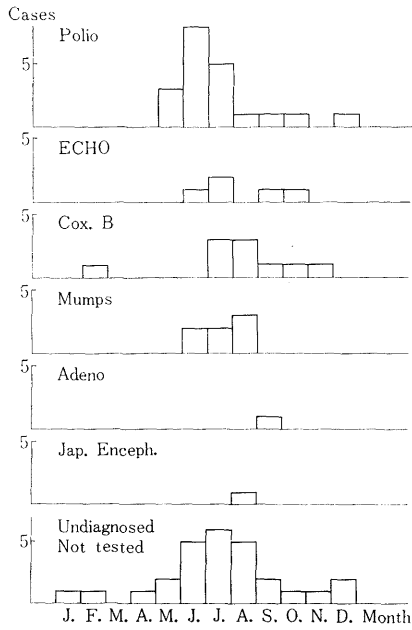 Cases
Polio
5
ECHO
5
Cox. B
5
Mumps
5
Adeno
5
Jap. Enceph.
5
Undiagnosed
Not tested
5
J. F. M. A. M. J. J. A. S. O. N. D. Month